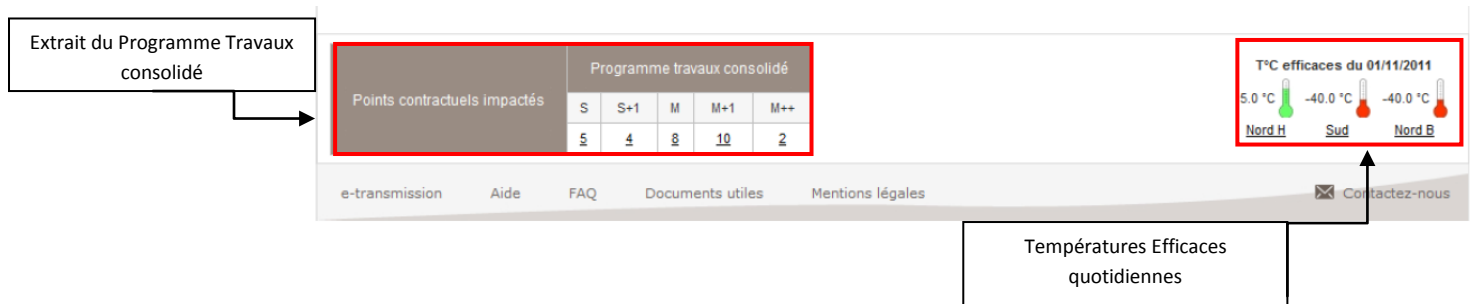 Extrait du Programme Travaux
consolidé
Points contractuels impactés
Programme travaux consolidé
S S+1 M M+1 M++
5 4 8 10 2
T°C efficaces du 01/11/2011
5.0 °C -40.0 °C -40.0 °C
Nord H Sud Nord B
e-transmission Aide FAQ Documents utiles Mentions légales Contactez-nous
Températures Efficaces
quotidiennes